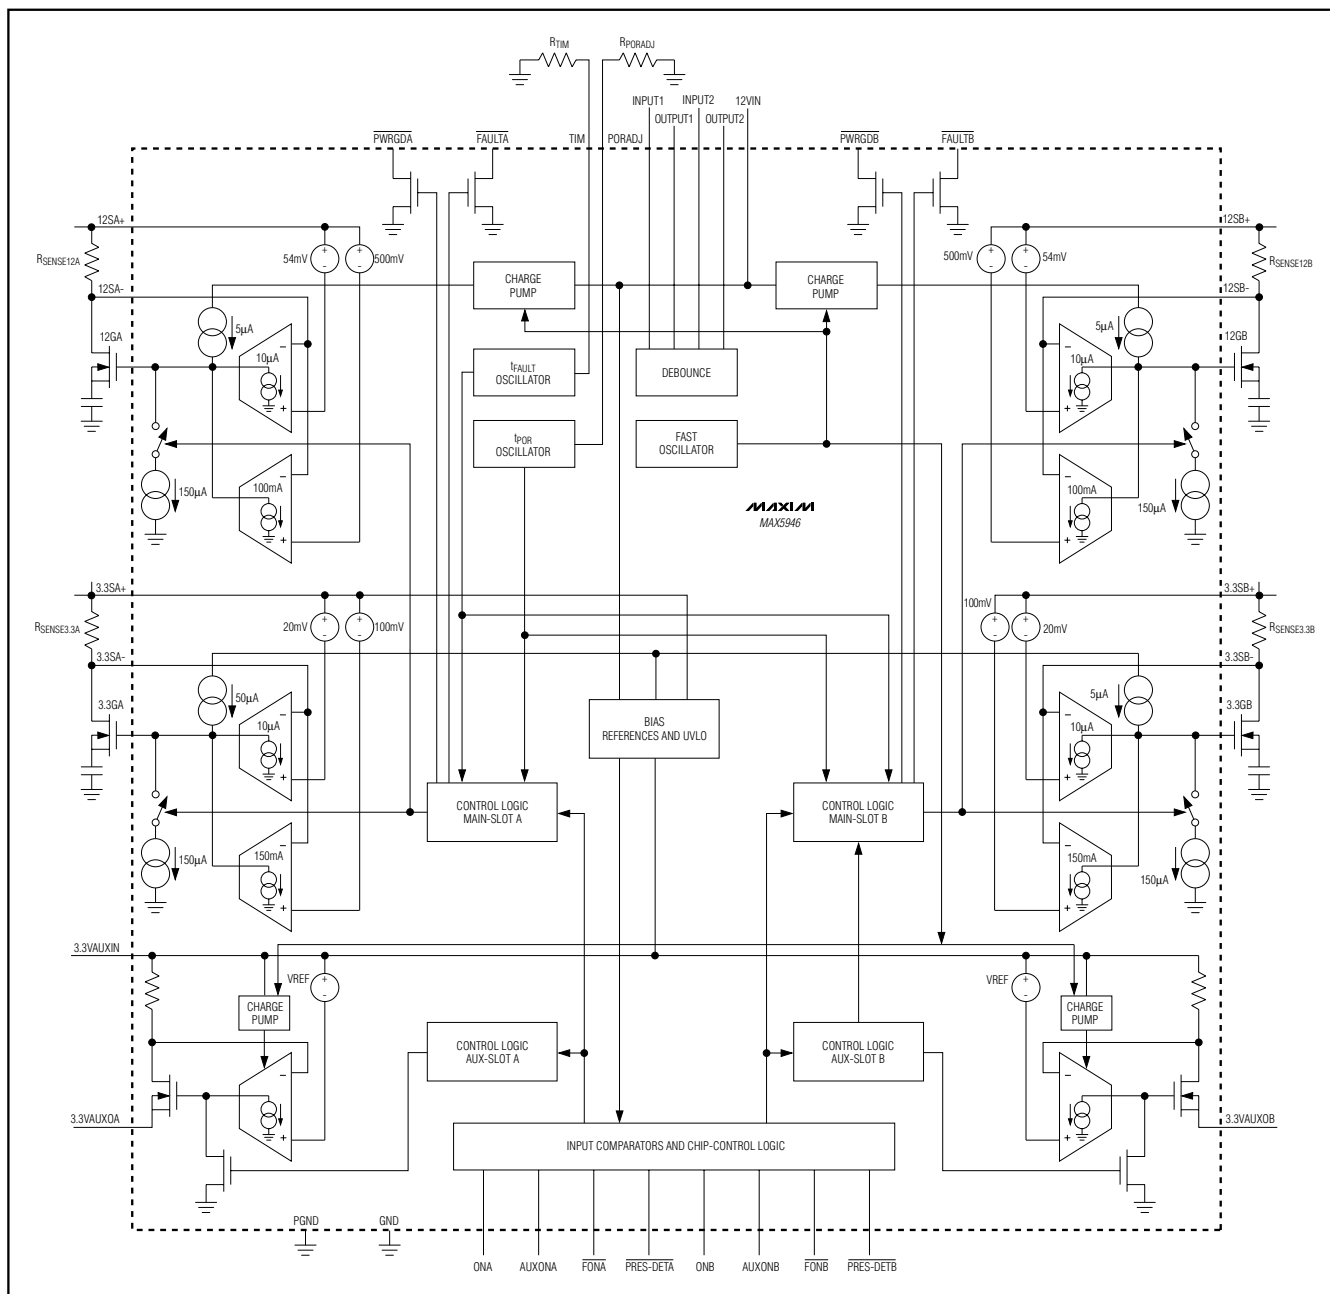 RTIM
RPORADJ
INPUT1
INPUT2
12VIN
OUTPUT1
OUTPUT2
PWRGDA
FAULTA
TIM
PORADJ
PWRGDB
FAULTB
12SA+
12SB+
RSENSE12A
54mV
500mV
500mV
54mV
RSENSE12B
CHARGE
PUMP
CHARGE
PUMP
12SA-
12SB-
5µA
5µA
12GA
12GB
10µA
10µA
tFAULT
OSCILLATOR
DEBOUNCE
tPOR
OSCILLATOR
FAST
OSCILLATOR
150µA
100mA
100mA
150µA
MAXIM
MAX5946
3.3SA+
3.3SB+
RSENSE3.3A
20mV
100mV
100mV
20mV
RSENSE3.3B
3.3SA-
3.3SB-
50µA
5µA
3.3GA
3.3GB
10µA
10µA
BIAS
REFERENCES AND UVLO
CONTROL LOGIC
MAIN-SLOT A
CONTROL LOGIC
MAIN-SLOT B
150µA
150mA
150mA
150µA
3.3VAUXIN
VREF
VREF
CHARGE
PUMP
CHARGE
PUMP
CONTROL LOGIC
AUX-SLOT A
CONTROL LOGIC
AUX-SLOT B
3.3VAUXOA
3.3VAUXOB
INPUT COMPARATORS AND CHIP-CONTROL LOGIC
PGND
GND
ONA
AUXONA
FONA
PRES-DETA
ONB
AUXONB
FONB
PRES-DETB